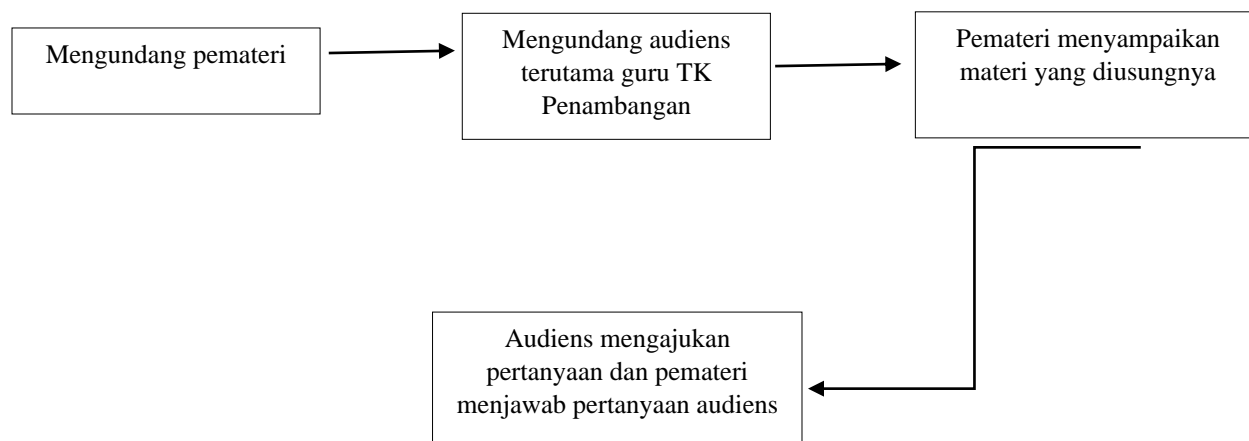 Mengundang pemateri
Mengundang audiens
terutama guru TK
Penambangan
Pemateri menyampaikan
materi yang diusungnya
Audiens mengajukan
pertanyaan dan pemateri
menjawab pertanyaan audiens